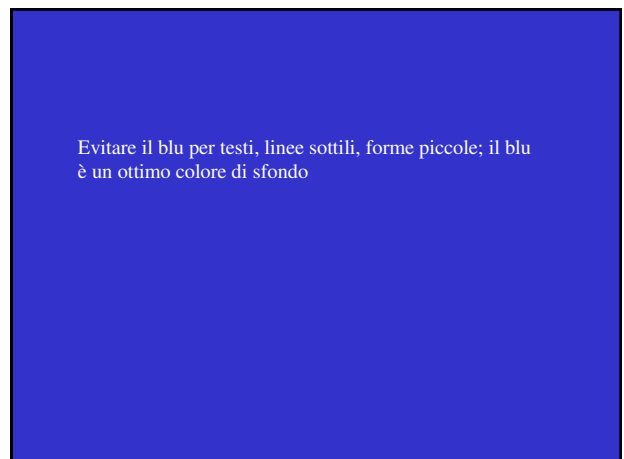 Evitare il blu per testi, linee sottili, forme piccole; il blu
è un ottimo colore di sfondo